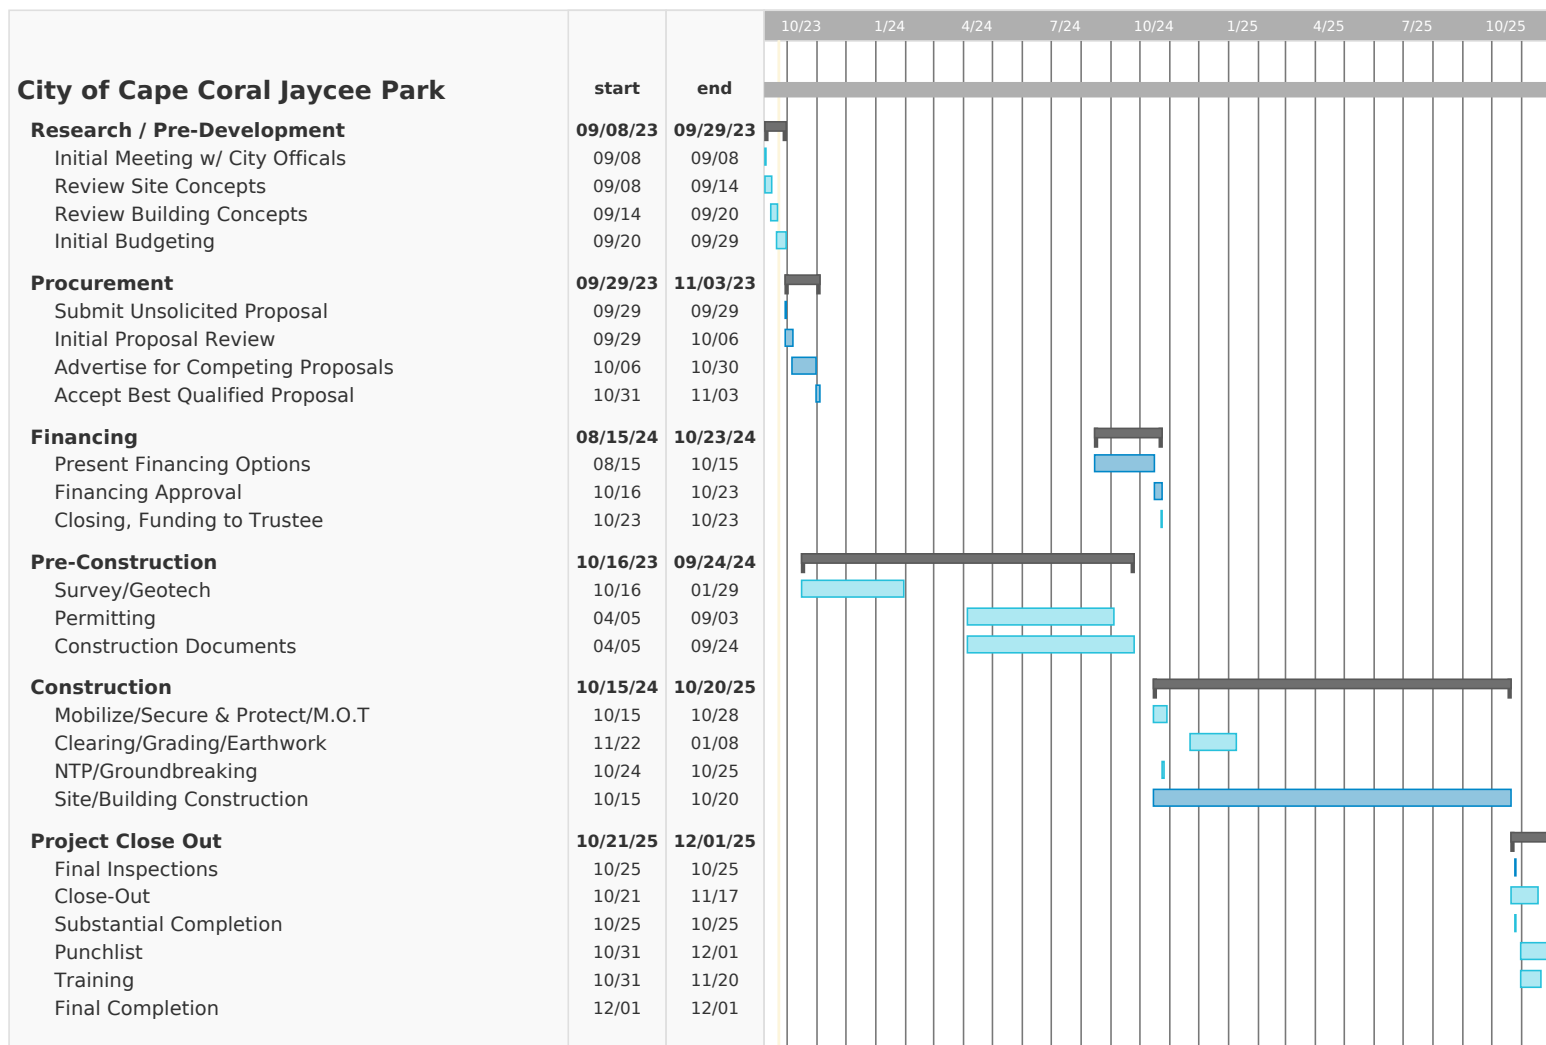 10/23 1/24 4/24 7/24 10/24 1/25 4/25 7/25 10/25
City of Cape Coral Jaycee Park start end
Research / Pre-Development 09/08/23 09/29/23
Initial Meeting w/ City Officals 09/08 09/08
Review Site Concepts 09/08 09/14
Review Building Concepts 09/14 09/20
Initial Budgeting 09/20 09/29
Procurement 09/29/23 11/03/23
Submit Unsolicited Proposal 09/29 09/29
Initial Proposal Review 09/29 10/06
Advertise for Competing Proposals 10/06 10/30
Accept Best Qualified Proposal 10/31 11/03
Financing 08/15/24 10/23/24
Present Financing Options 08/15 10/15
Financing Approval 10/16 10/23
Closing, Funding to Trustee 10/23 10/23
Pre-Construction 10/16/23 09/24/24
Survey/Geotech 10/16 01/29
Permitting 04/05 09/03
Construction Documents 04/05 09/24
Construction 10/15/24 10/20/25
Mobilize/Secure & Protect/M.O.T 10/15 10/28
Clearing/Grading/Earthwork 11/22 01/08
NTP/Groundbreaking 10/24 10/25
Site/Building Construction 10/15 10/20
Project Close Out 10/21/25 12/01/25
Final Inspections 10/25 10/25
Close-Out 10/21 11/17
Substantial Completion 10/25 10/25
Punchlist 10/31 12/01
Training 10/31 11/20
Final Completion 12/01 12/01